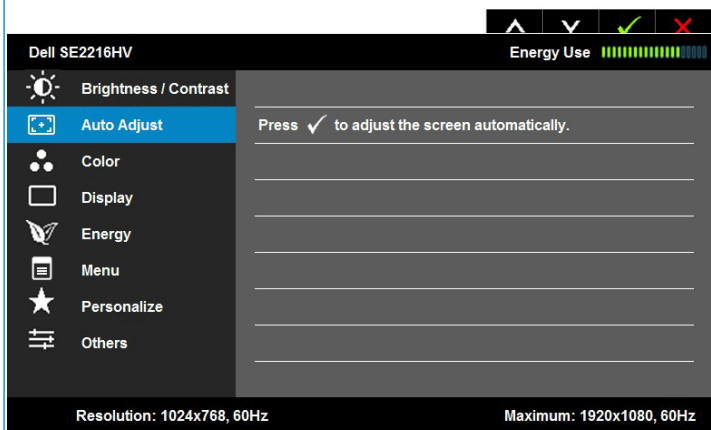 Dell SE2216HV
Energy Use
Brightness / Contrast
Auto Adjust
Press ✓ to adjust the screen automatically.
Color
Display
Energy
Menu
Personalize
Others
Resolution: 1024x768, 60Hz
Maximum: 1920x1080, 60Hz